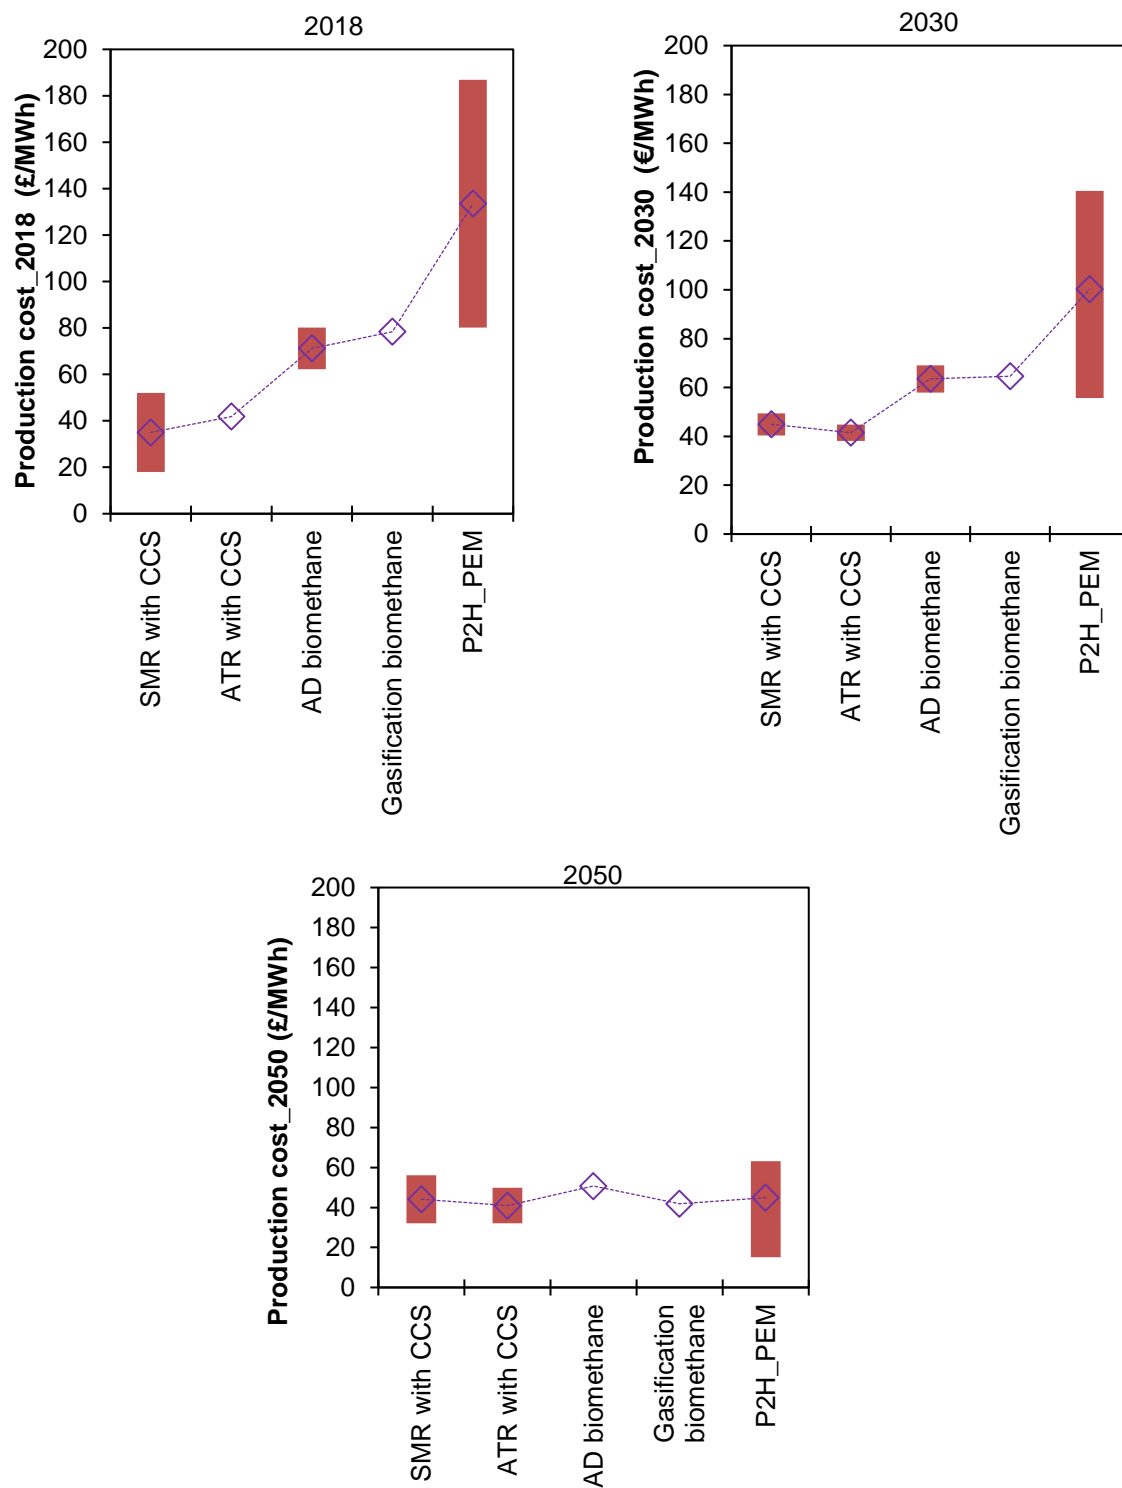 2018
Production cost_2018 (£/MWh)
200
180
160
140
120
100
80
60
40
20
0
SMR with CCS
ATR with CCS
AD biomethane
Gasification biomethane
P2H_PEM
2030
Production cost_2030 (€/MWh)
200
180
160
140
120
100
80
60
40
20
0
SMR with CCS
ATR with CCS
AD biomethane
Gasification biomethane
P2H_PEM
2050
Production cost_2050 (£/MWh)
200
180
160
140
120
100
80
60
40
20
0
SMR with CCS
ATR with CCS
AD biomethane
Gasification
biomethane
P2H_PEM